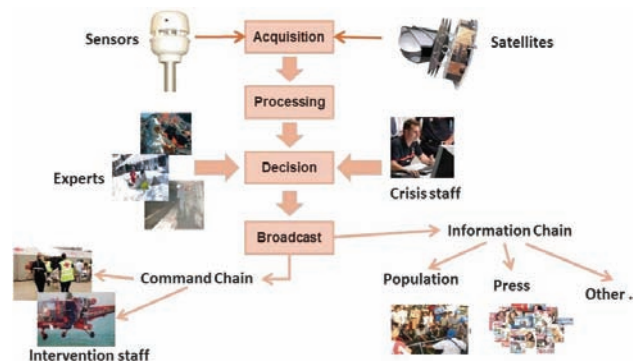 Sensors
Acquisition
Satellites
Processing
Experts
Decision
Crisis staff
Broadcast
Information Chain
Command Chain
Population
Press
Other .
Intervention staff